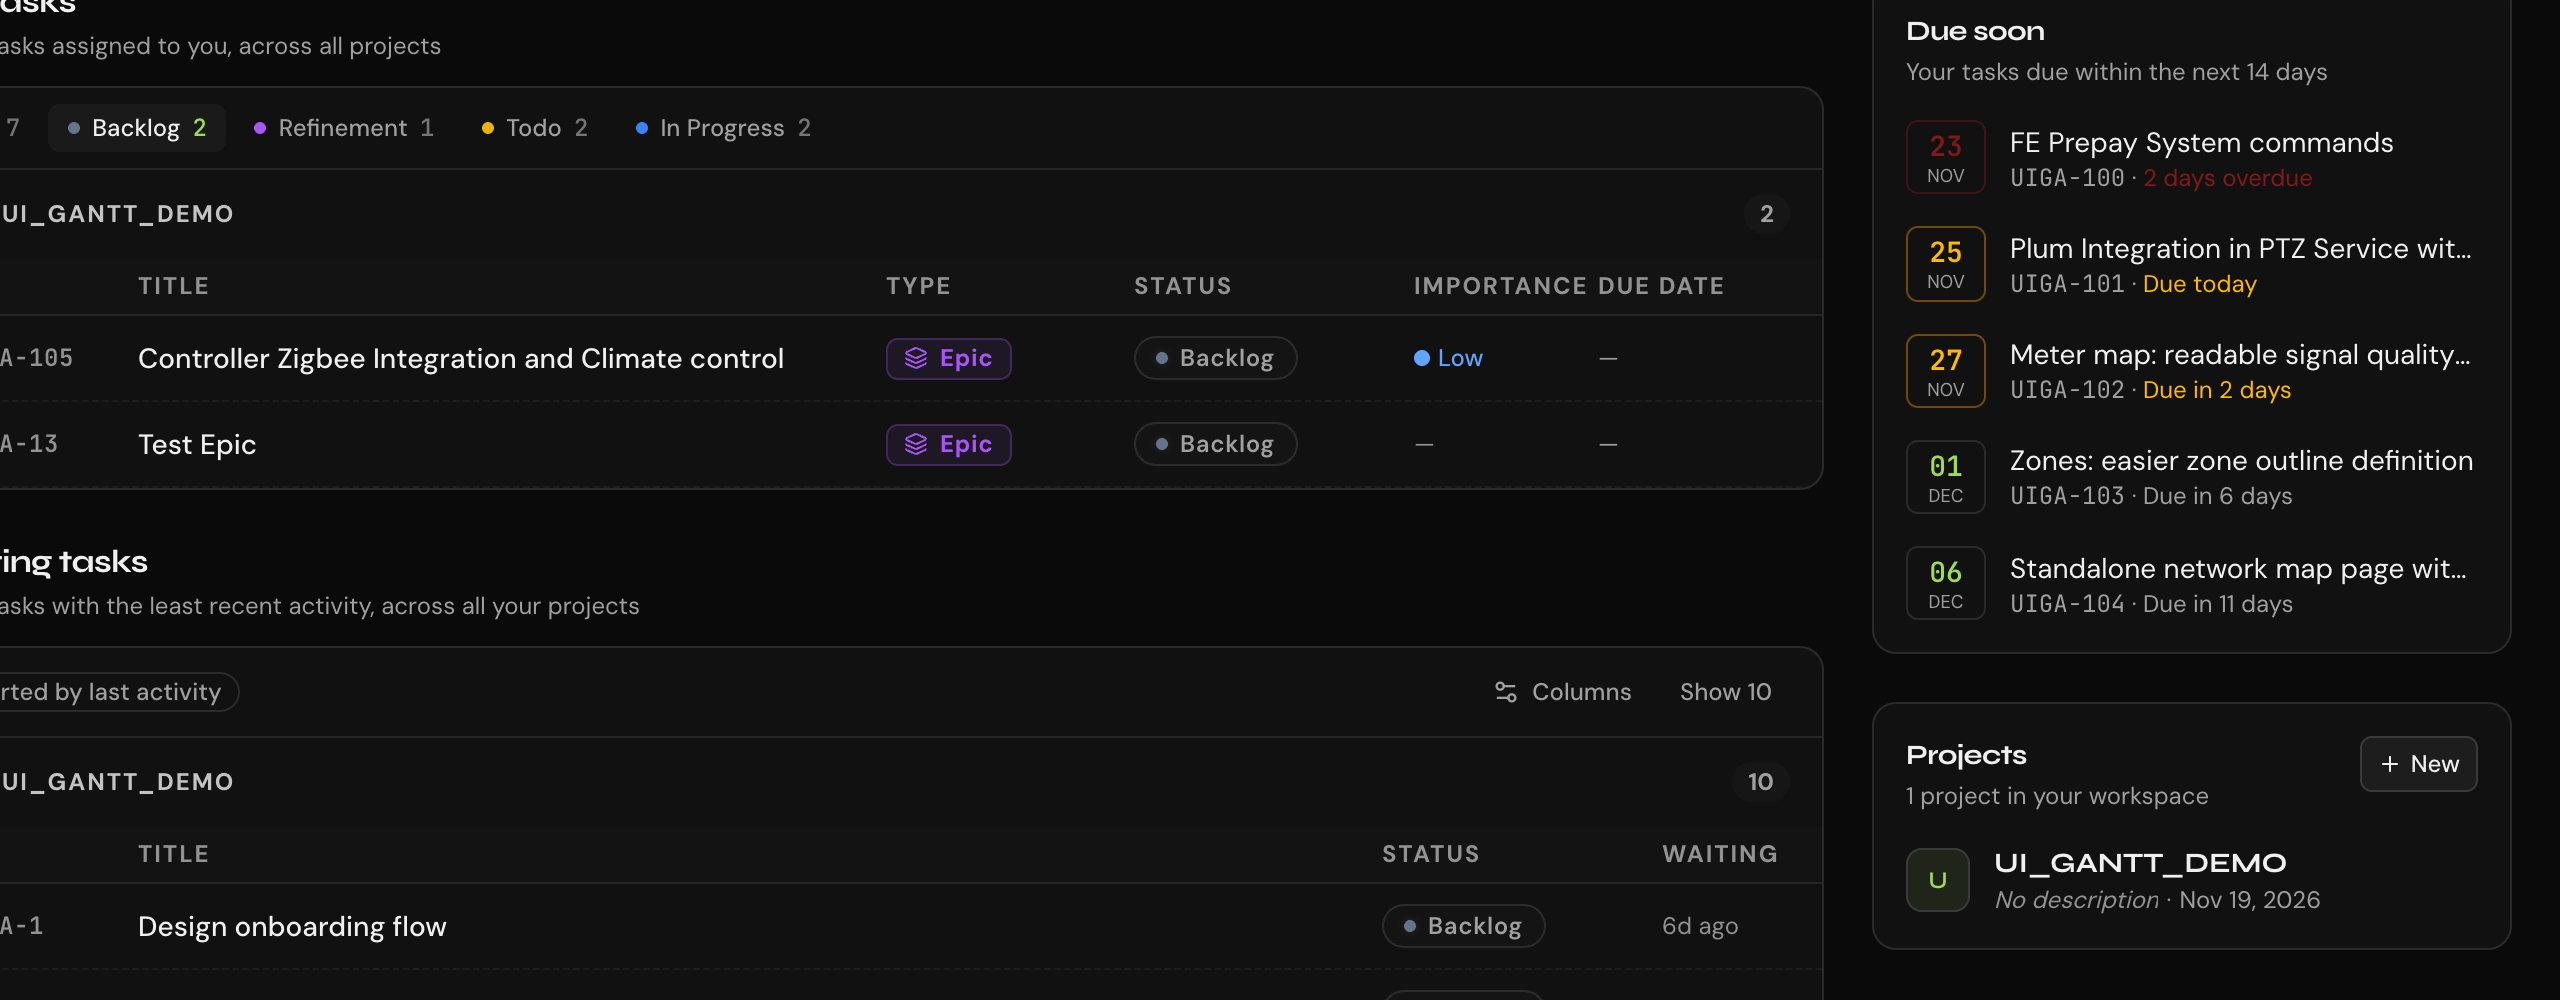 asks
asks assigned to you, across all projects
7 Backlog 2 Refinement 1 Todo 2 In Progress 2
UI_GANTT_DEMO 2
TITLE TYPE STATUS IMPORTANCE DUE DATE
A-105 Controller Zigbee Integration and Climate control Epic Backlog Low —
A-13 Test Epic Epic Backlog — —
ing tasks
asks with the least recent activity, across all your projects
rted by last activity Columns Show 10
UI_GANTT_DEMO 10
TITLE STATUS WAITING
A-1 Design onboarding flow Backlog 6d ago
Due soon
Your tasks due within the next 14 days
23 NOV
FE Prepay System commands
UIGA-100 · 2 days overdue
25 NOV
Plum Integration in PTZ Service wit...
UIGA-101 · Due today
27 NOV
Meter map: readable signal quality...
UIGA-102 · Due in 2 days
01 DEC
Zones: easier zone outline definition
UIGA-103 · Due in 6 days
06 DEC
Standalone network map page wit...
UIGA-104 · Due in 11 days
Projects
+ New
1 project in your workspace
U
UI_GANTT_DEMO
No description · Nov 19, 2026